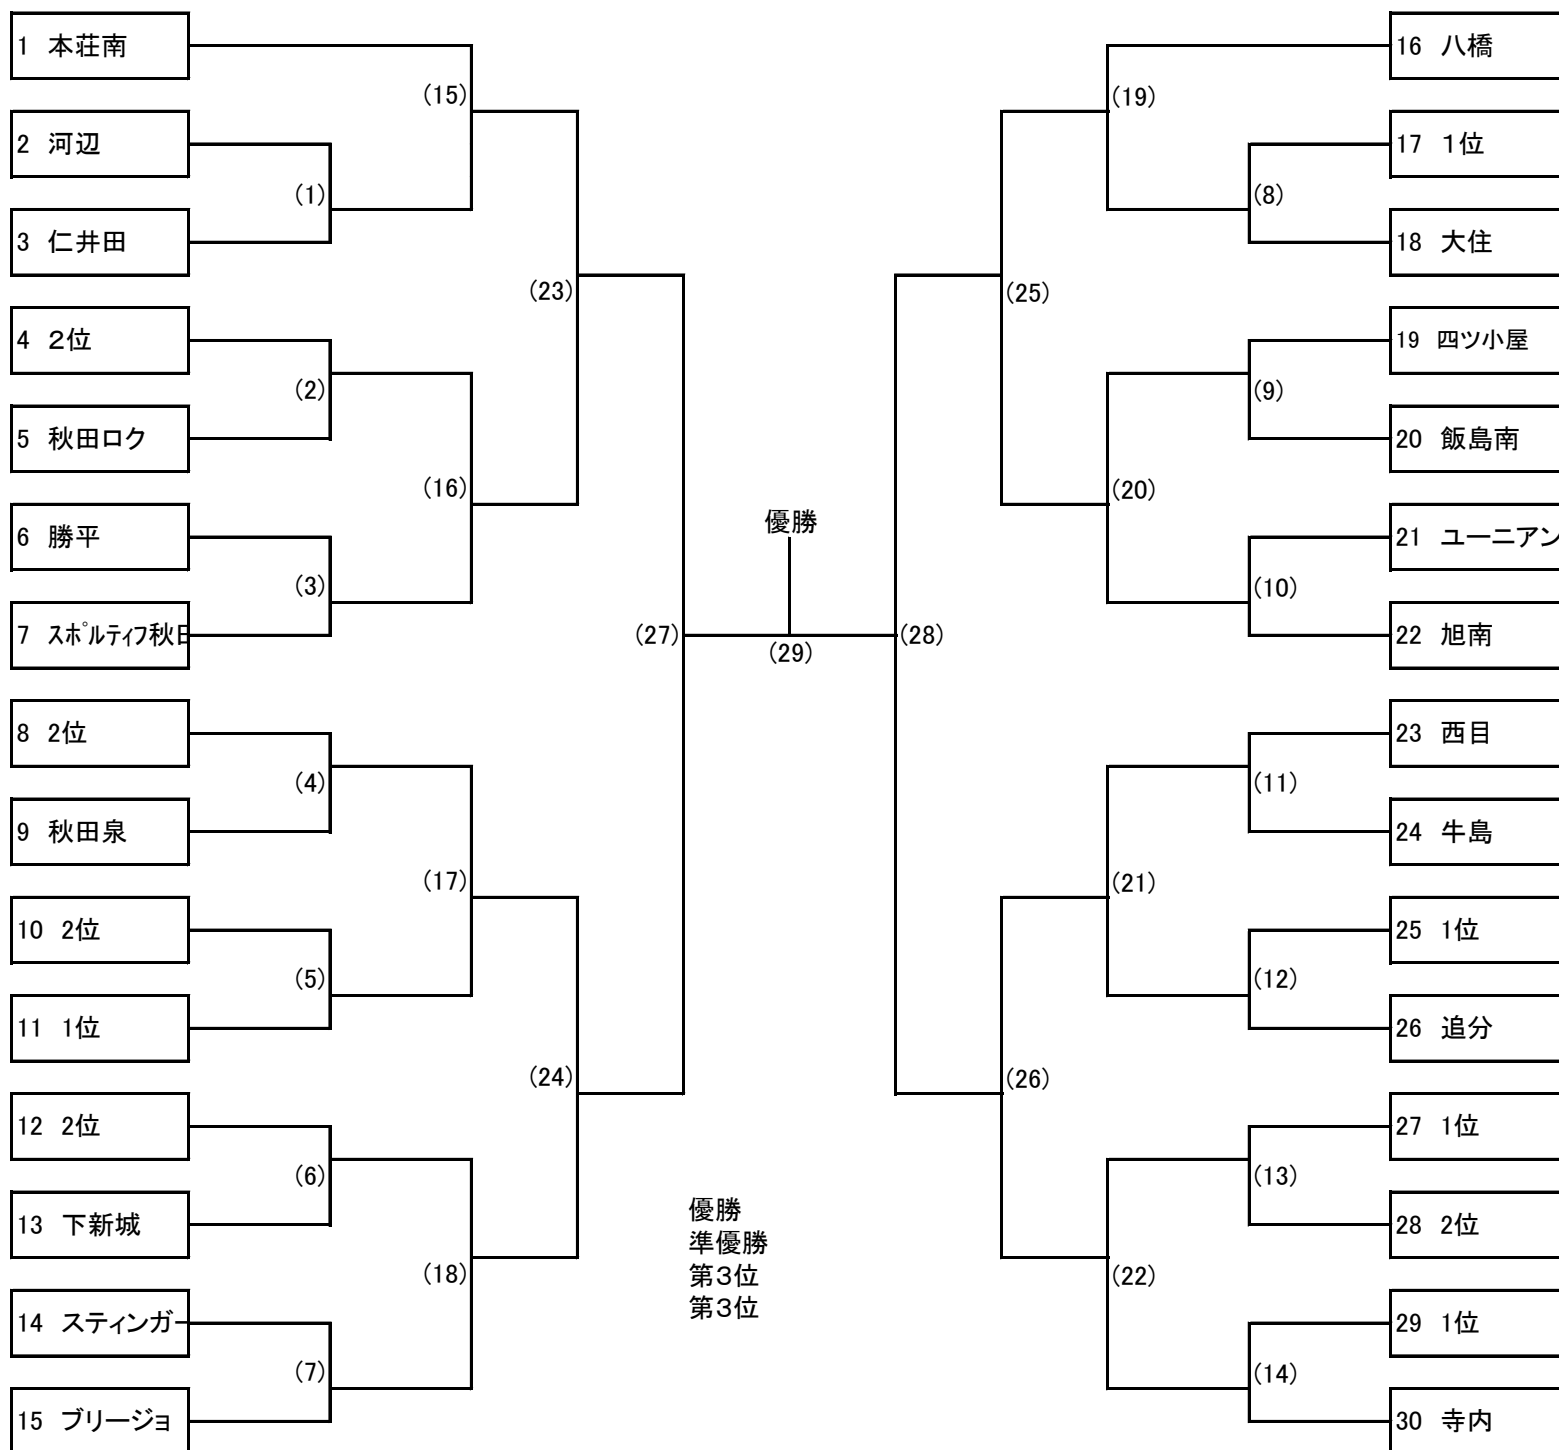 1 本荘南
(15)
2 河辺
(1)
3 仁井田
(23)
4 ２位
(2)
5 秋田ロク
(16)
6 勝平
(3)
7 スポルティフ秋田
(27)
8 2位
(4)
9 秋田泉
(17)
10 2位
(5)
11 1位
(24)
12 2位
(6)
13 下新城
(18)
14 スティンガー
(7)
15 ブリージョ
優勝
(29)
優勝
準優勝
第３位
第３位
16 八橋
(19)
17 １位
(8)
18 大住
(25)
19 四ツ小屋
(9)
20 飯島南
(20)
21 ユーニアン
(10)
22 旭南
(28)
23 西目
(11)
24 牛島
(21)
25 1位
(12)
26 追分
(26)
27 1位
(13)
28 2位
(22)
29 1位
(14)
30 寺内